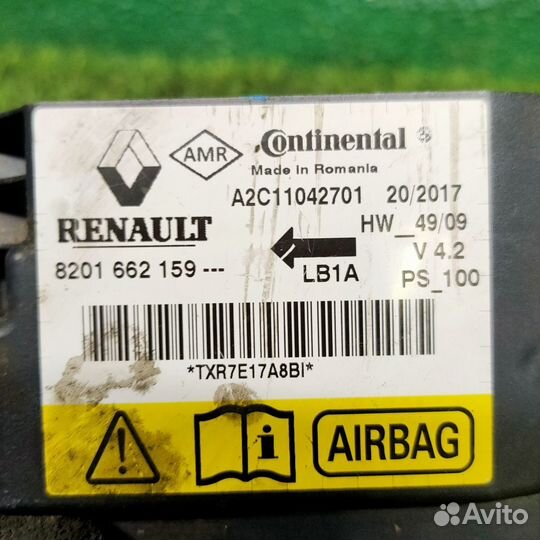 AMR
Continental
Made in Romania
A2C11042701 20/2017
RENAULT
HW_49/09
8201 662 159 ---
LB1A
V 4.2
PS_100
*TXR7E17A8BI*
AIRBAG
Avito